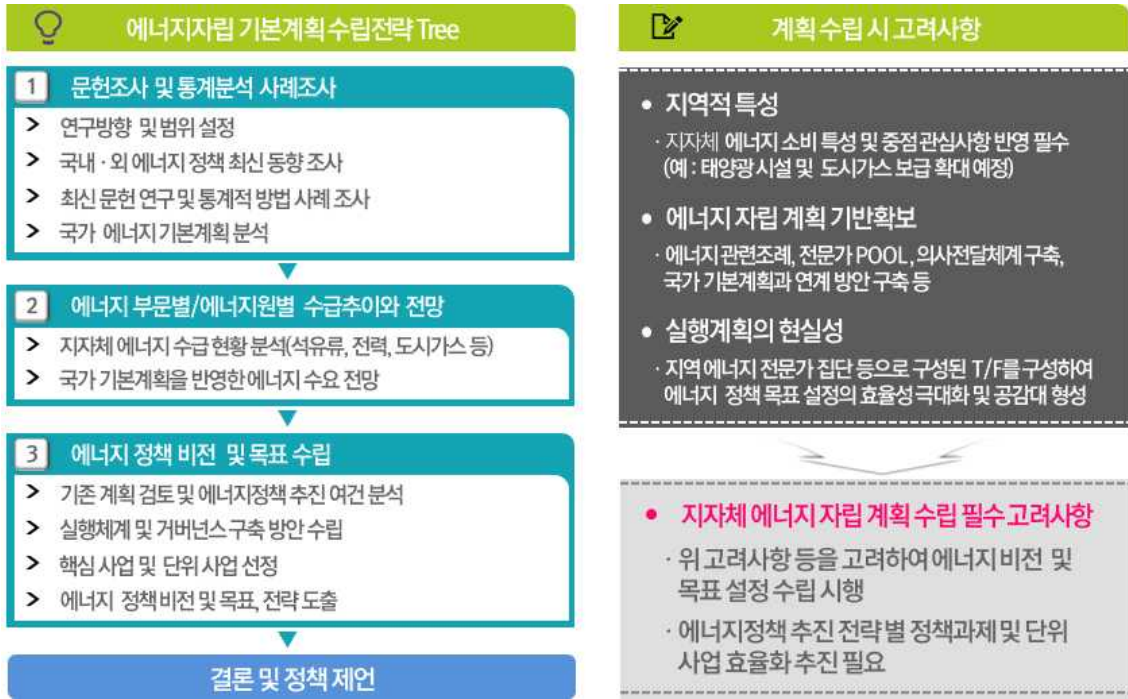 에너지자립 기본계획 수립전략 Tree
1 문헌조사 및 통계분석 사례조사
> 연구방향 및 범위 설정
> 국내·외 에너지 정책 최신 동향 조사
> 최신 문헌 연구 및 통계적 방법 사례 조사
> 국가 에너지 기본계획 분석
2 에너지 부문별/에너지원별 수급추이와 전망
> 지자체 에너지 수급 현황 분석(석유류, 전력, 도시가스 등)
> 국가 기본계획을 반영한 에너지 수요 전망
3 에너지 정책 비전 및 목표 수립
> 기존 계획 검토 및 에너지정책 추진 여건 분석
> 실행체계 및 거버넌스 구축 방안 수립
> 핵심 사업 및 단위 사업 선정
> 에너지 정책 비전 및 목표, 전략 도출
결론 및 정책 제언
계획 수립 시 고려사항
• 지역적 특성
· 지자체 에너지 소비 특성 및 중점 관심사항 반영 필수
(예 : 태양광 시설 및 도시가스 보급 확대 예정)
• 에너지 자립 계획 기반확보
· 에너지 관련조례, 전문가 POOL, 의사전달체계 구축,
국가 기본계획과 연계 방안 구축 등
• 실행계획의 현실성
· 지역 에너지 전문가 집단 등으로 구성된 T/F를 구성하여
에너지 정책 목표 설정의 효율성 극대화 및 공감대 형성
• 지자체 에너지 자립 계획 수립 필수 고려사항
· 위 고려사항 등을 고려하여 에너지 비전 및
목표 설정 수립 시행
· 에너지정책 추진 전략별 정책과제 및 단위
사업 효율화 추진 필요